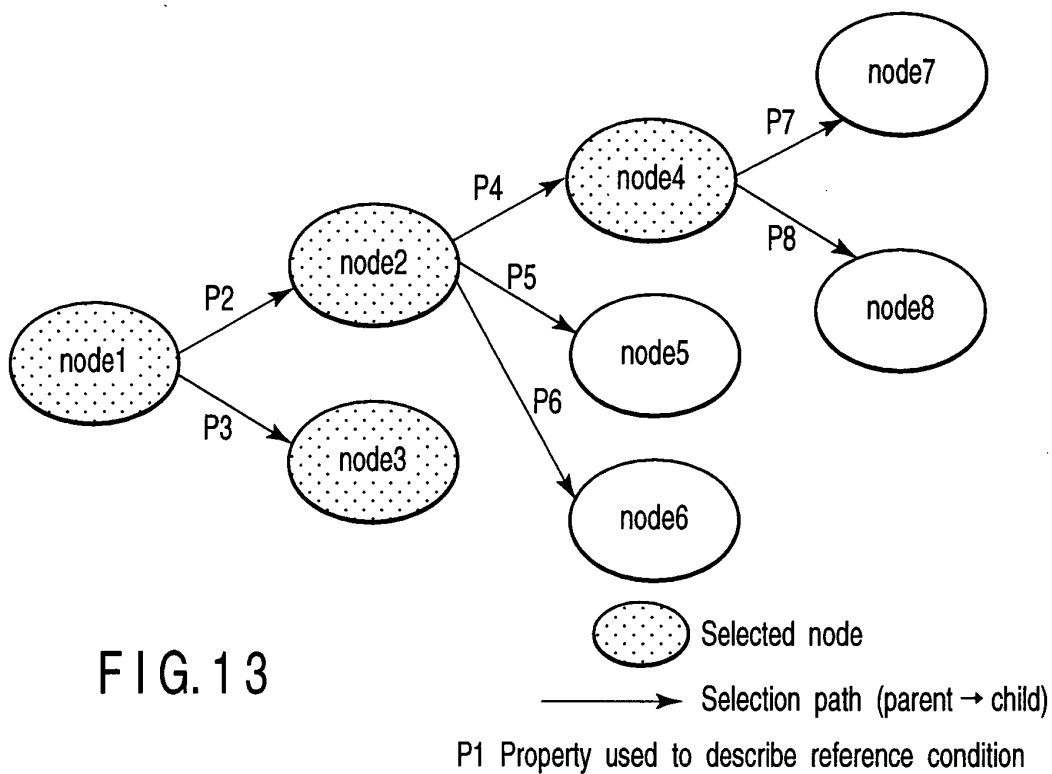 node7
P7
node4
P4
P8
node2
P5
node8
P2
node1
node5
P6
P3
node3
node6
Selected node
FIG.13
Selection path (parent → child)
P1 Property used to describe reference condition